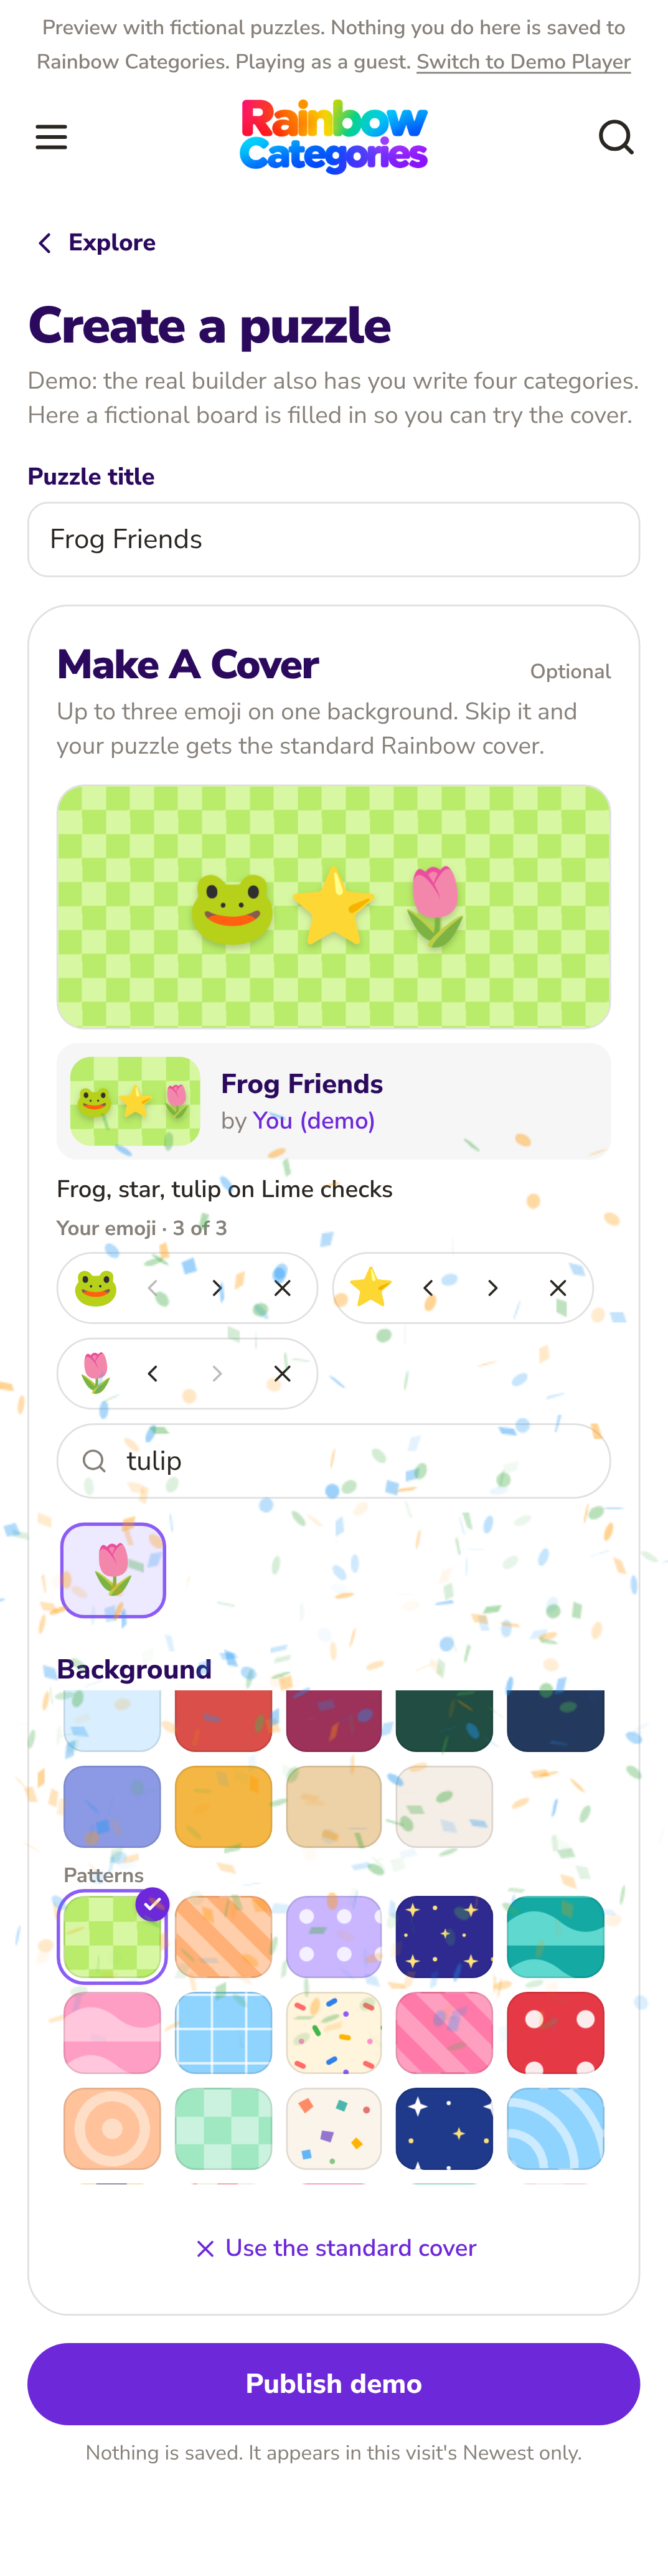 Preview with fictional puzzles. Nothing you do here is saved to
Rainbow Categories. Playing as a guest. Switch to Demo Player
Rainbow
Categories
Explore
Create a puzzle
Demo: the real builder also has you write four categories.
Here a fictional board is filled in so you can try the cover.
Puzzle title
Frog Friends
Make A Cover
Optional
Up to three emoji on one background. Skip it and
your puzzle gets the standard Rainbow cover.
Frog Friends
by You (demo)
Frog, star, tulip on Lime checks
Your emoji · 3 of 3
tulip
Background
Patterns
Use the standard cover
Publish demo
Nothing is saved. It appears in this visit's Newest only.